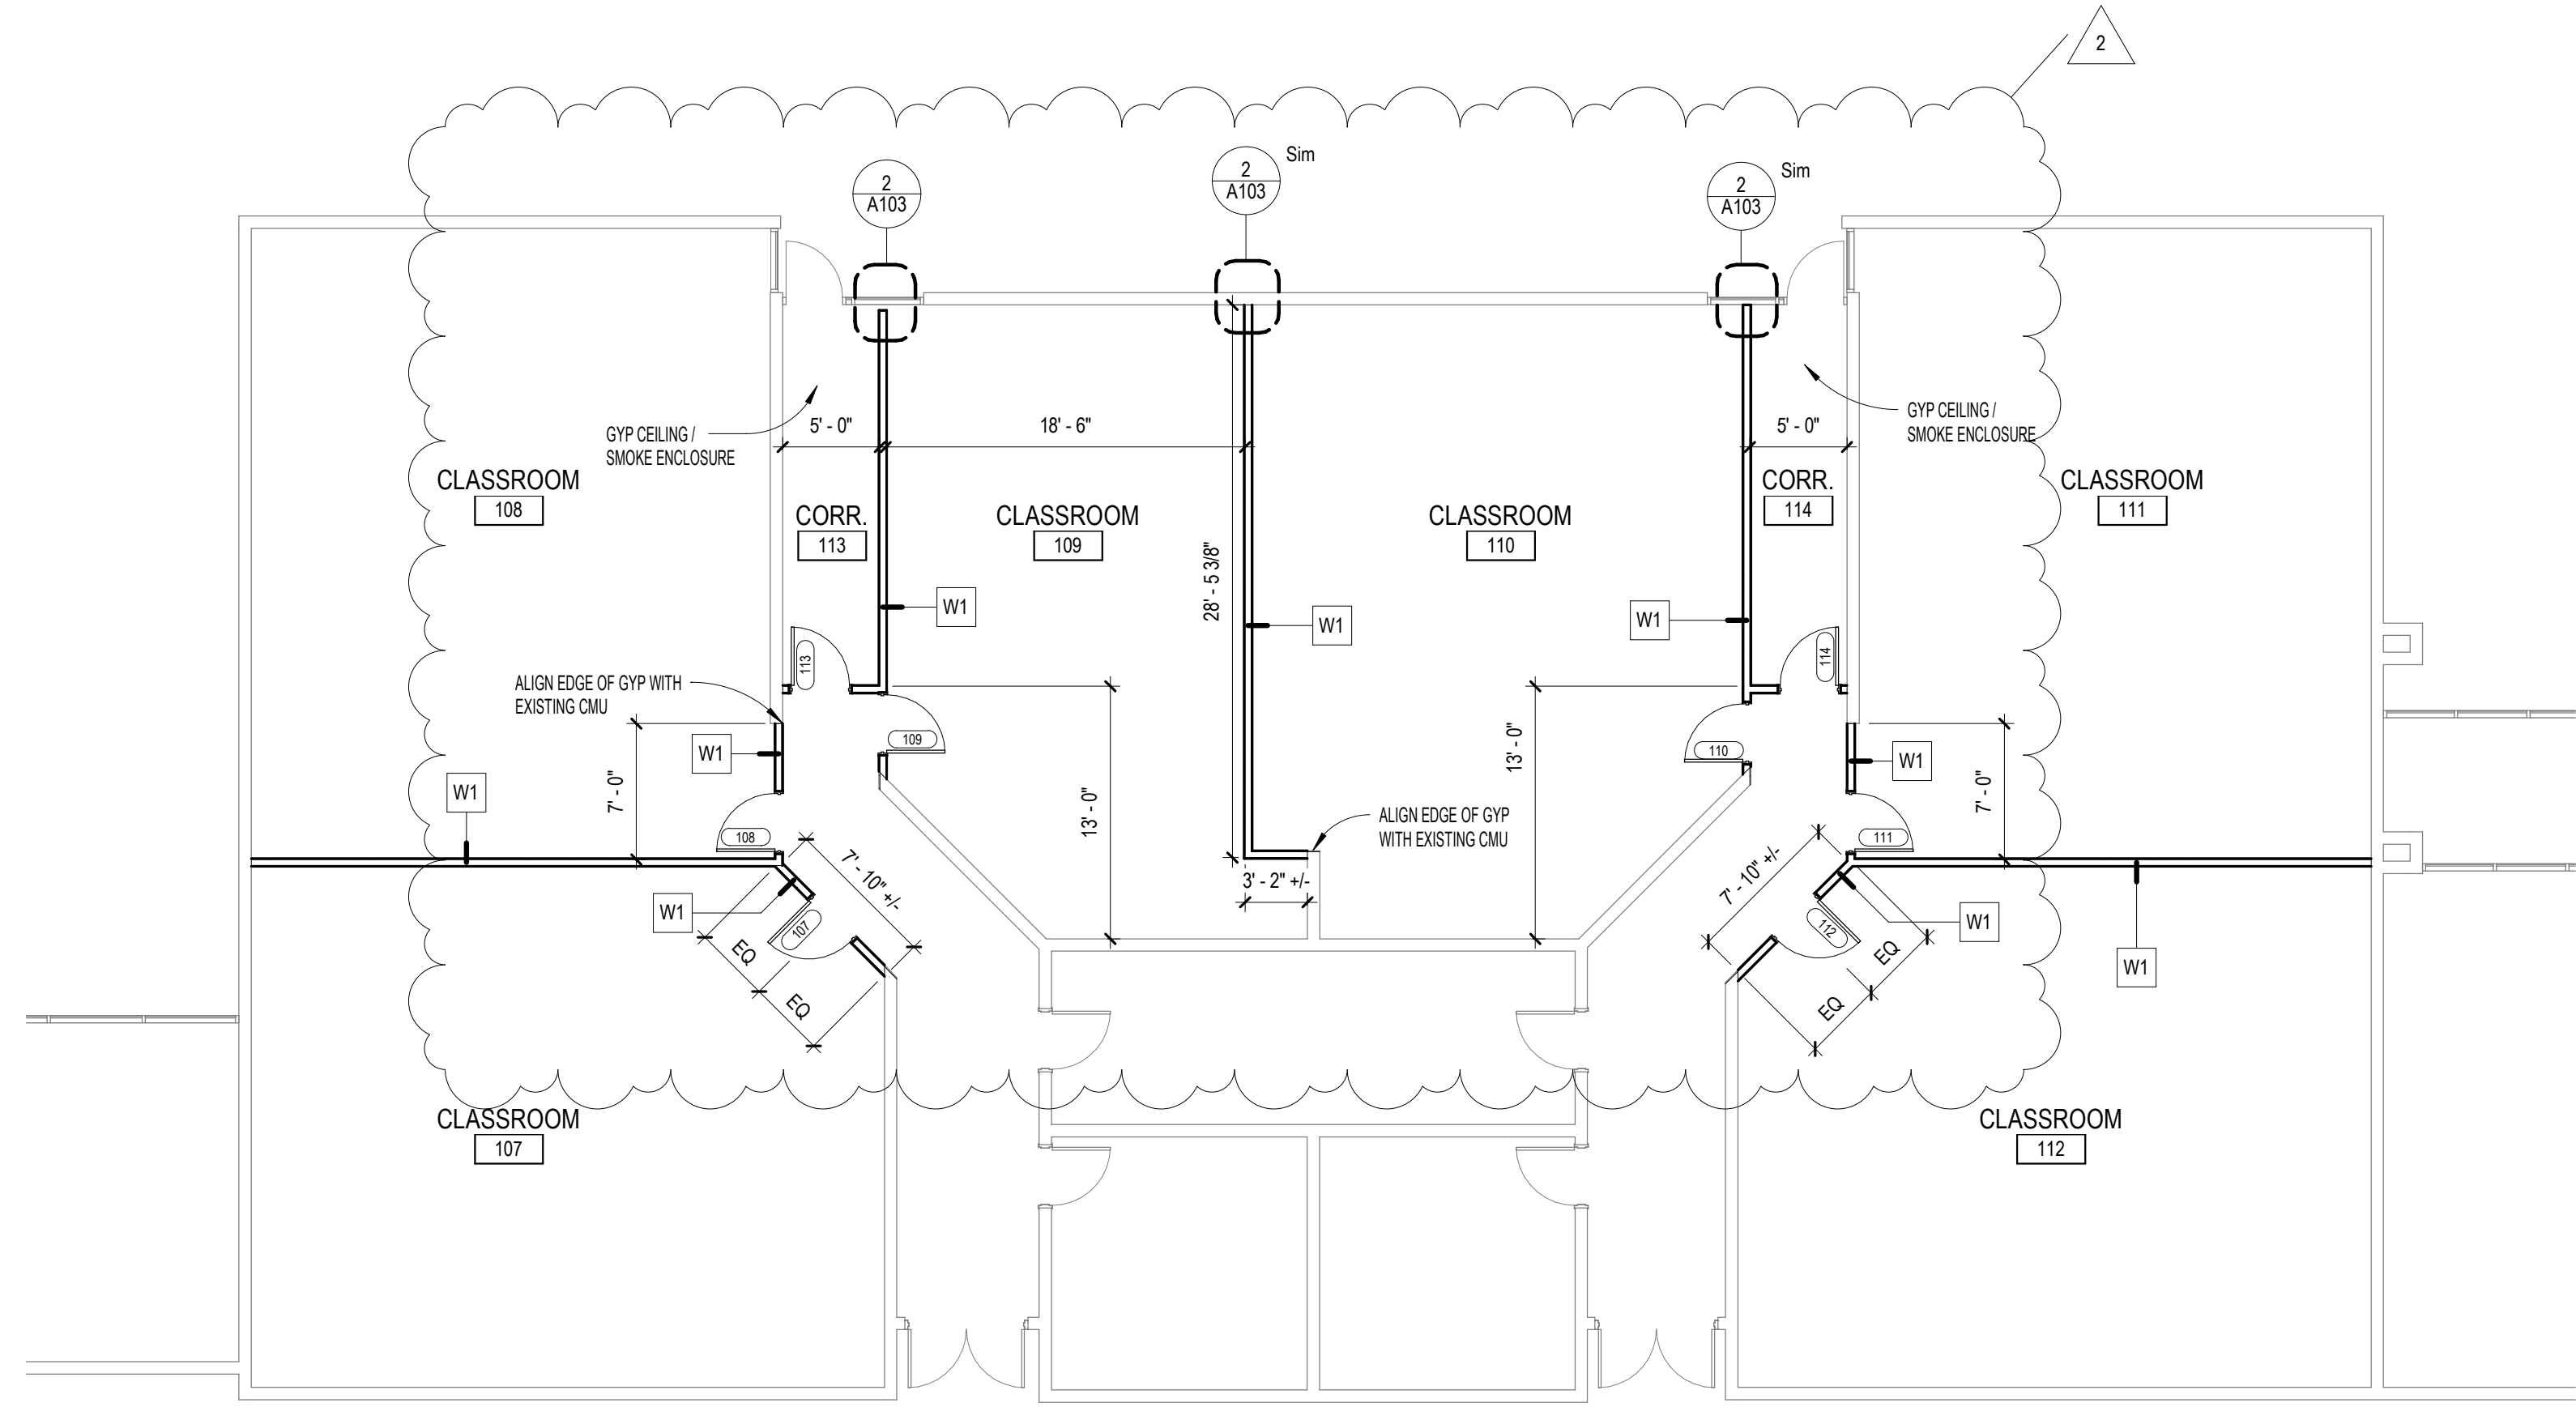 2
2
A103
2
A103
Sim
2
A103
Sim
GYP CEILING /
SMOKE ENCLOSURE
5' - 0"
18' - 6"
5' - 0"
GYP CEILING /
SMOKE ENCLOSURE
CLASSROOM
108
CORR.
113
CLASSROOM
109
28' - 5 3/8"
CLASSROOM
110
CORR.
114
CLASSROOM
111
W1
W1
W1
113
114
ALIGN EDGE OF GYP WITH
EXISTING CMU
W1
109
110
W1
W1
7' - 0"
13' - 0"
13' - 0"
7' - 0"
108
111
ALIGN EDGE OF GYP
WITH EXISTING CMU
7' - 10" +/-
3' - 2" +/-
7' - 10" +/-
W1
107
112
W1
EQ
EQ
EQ
EQ
W1
CLASSROOM
107
CLASSROOM
112